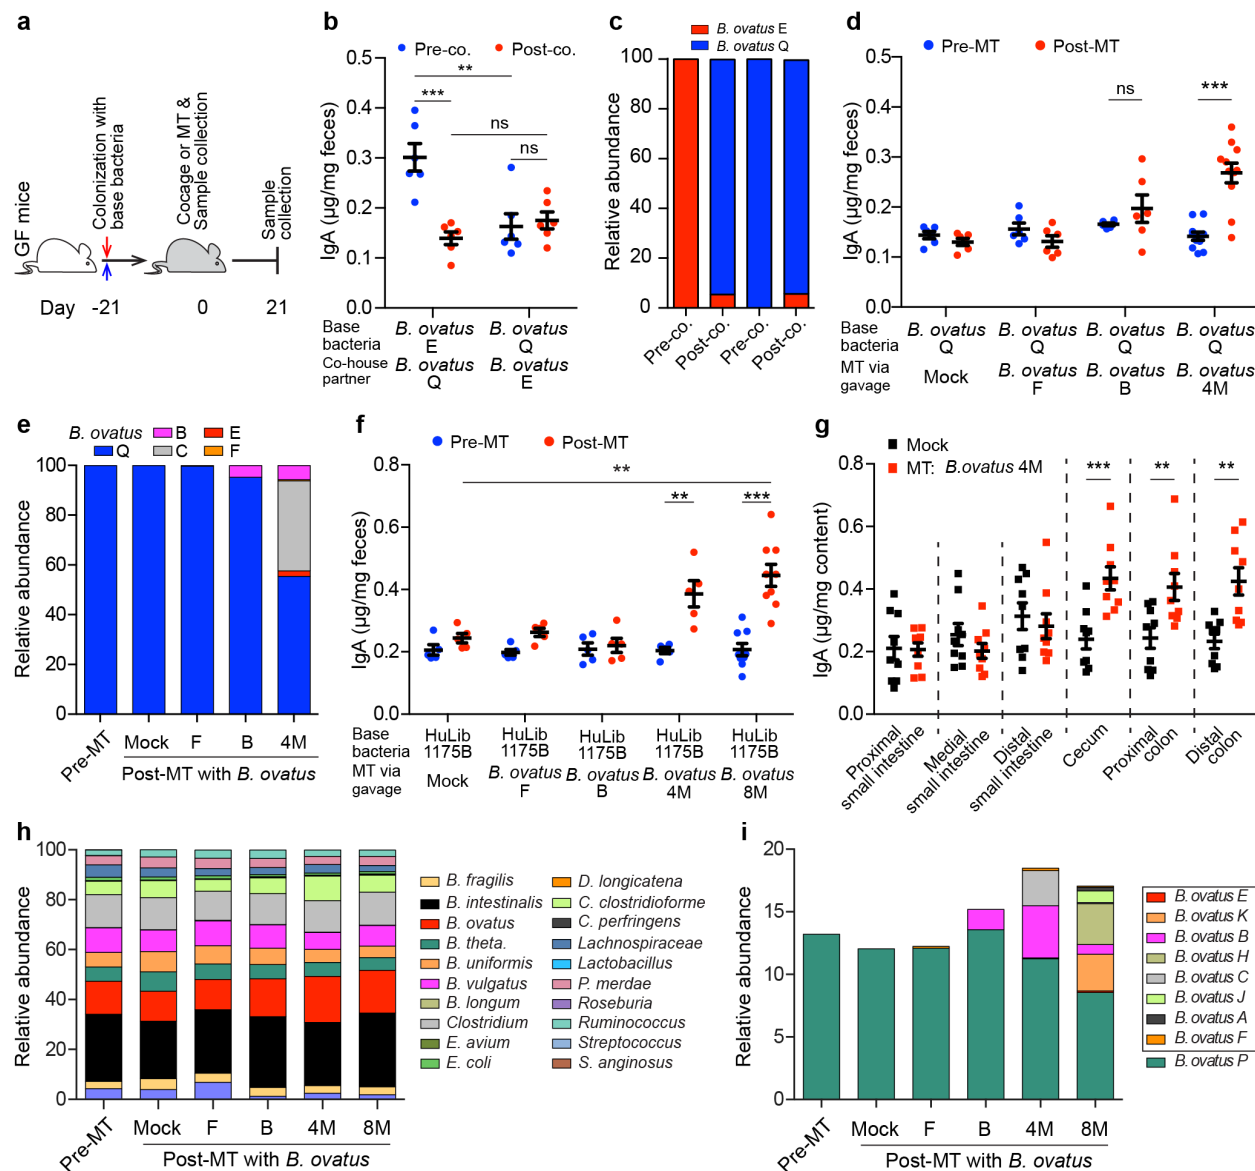 a
GF mice
Colonization with
base bacteria
Cocage or MT &
Sample collection
Sample
collection
Day -21 0 21
b
Pre-co. Post-co.
IgA (µg/mg feces)
0.5
0.4
0.3
0.2
0.1
0.0
**
***
ns
ns
Base
bacteria
B. ovatus
E
B. ovatus
Q
Co-house
partner
B. ovatus
Q
B. ovatus
E
c
B. ovatus E
B. ovatus Q
Relative abundance
100
80
60
40
20
0
Pre-co.
Post-co.
Pre-co.
Post-co.
d
Pre-MT Post-MT
IgA (µg/mg feces)
0.5
0.4
0.3
0.2
0.1
0.0
ns
***
Base
bacteria
B. ovatus
Q
B. ovatus
Q
B. ovatus
Q
B. ovatus
Q
MT via
gavage
Mock
B. ovatus
F
B. ovatus
B
B. ovatus
4M
e
B. ovatus B E
Q C F
Relative abundance
100
80
60
40
20
0
Pre-MT
Mock F B 4M
Post-MT with B. ovatus
f
Pre-MT Post-MT
IgA (µg/mg feces)
0.8
0.6
0.4
0.2
0.0
**
**
***
Base
bacteria
HuLib
1175B
HuLib
1175B
HuLib
1175B
HuLib
1175B
HuLib
1175B
MT via
gavage
Mock
B. ovatus
F
B. ovatus
B
B. ovatus
4M
B. ovatus
8M
g
Mock
MT: B.ovatus 4M
IgA (µg/mg content)
0.8
0.6
0.4
0.2
0.0
***
**
**
Proximal
small intestine
Medial
small intestine
Distal
small intestine
Cecum
Proximal
colon
Distal
colon
h
Relative abundance
100
80
60
40
20
0
Pre-MT
Mock F B 4M 8M
Post-MT with B. ovatus
B. fragilis
B. intestinalis
B. ovatus
B. theta.
B. uniformis
B. vulgatus
B. longum
Clostridium
E. avium
E. coli
D. longicatena
C. clostridioforme
C. perfringens
Lachnospiraceae
Lactobacillus
P. merdae
Roseburia
Ruminococcus
Streptococcus
S. anginosus
i
Relative abundance
20
15
10
5
0
Pre-MT
Mock F B 4M 8M
Post-MT with B. ovatus
B. ovatus E
B. ovatus K
B. ovatus B
B. ovatus H
B. ovatus C
B. ovatus J
B. ovatus A
B. ovatus F
B. ovatus P